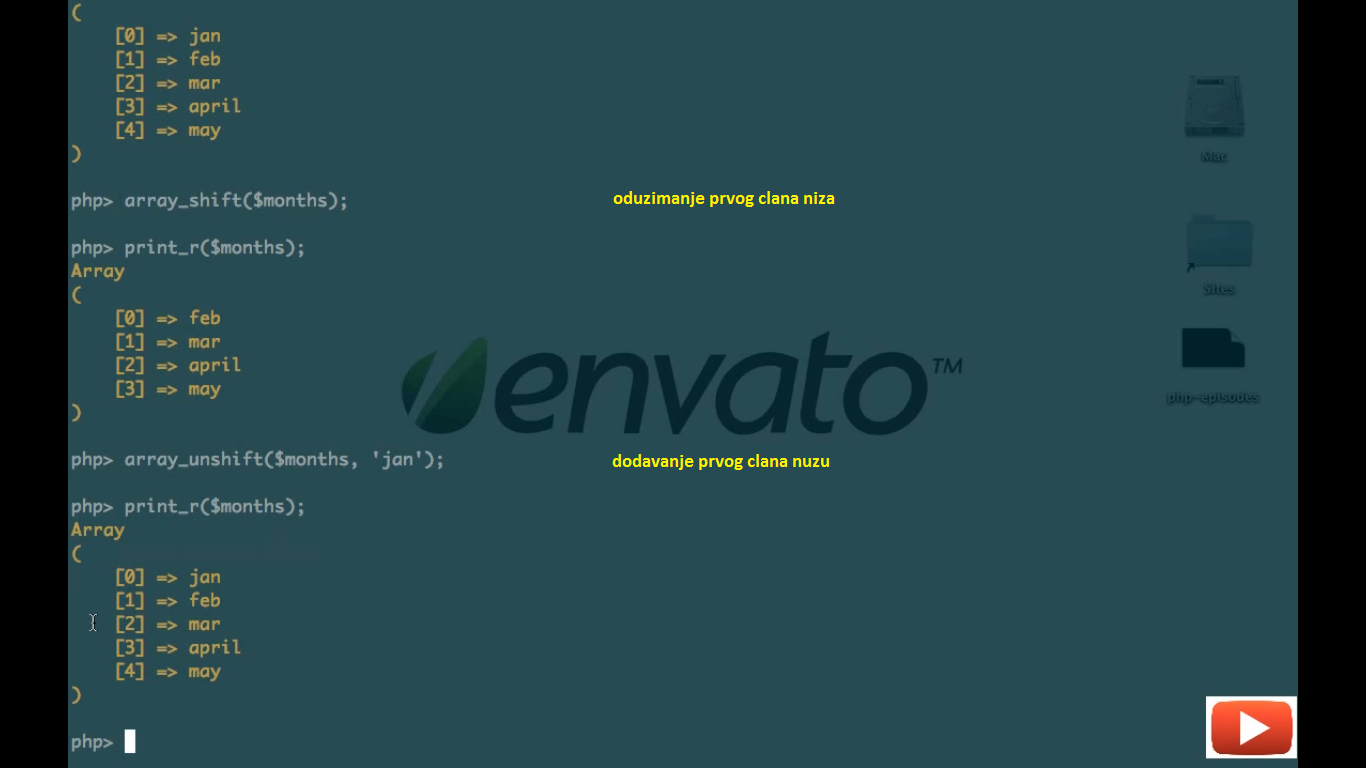 (
[0] => jan
[1] => feb
[2] => mar
[3] => april
[4] => may
)
php> array_shift($months);
oduzimanje prvog clana niza
php> print_r($months);
Array
(
[0] => feb
[1] => mar
[2] => april
[3] => may
)
php> array_unshift($months, 'jan');
dodavanje prvog clana nuzu
php> print_r($months);
Array
(
[0] => jan
[1] => feb
[2] => mar
[3] => april
[4] => may
)
php>
envato™
Mac
Sites
php-episodes